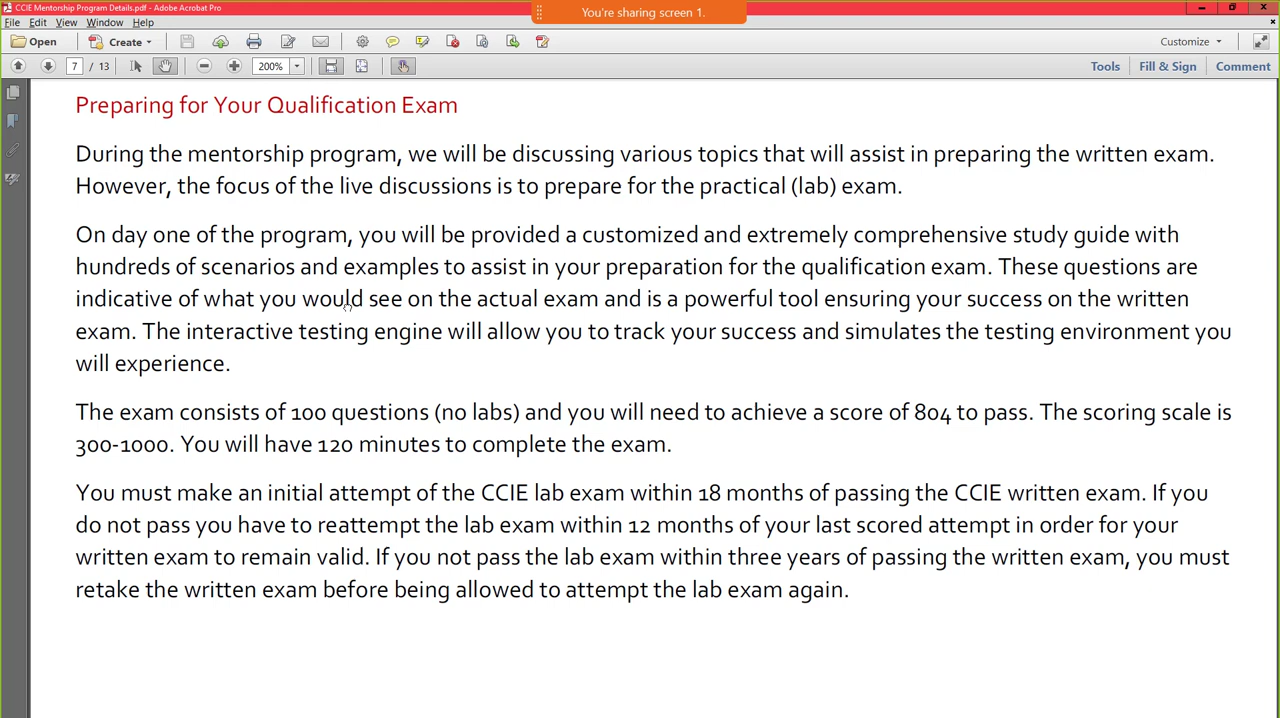 CCIE Mentorship Program Details.pdf - Adobe Acrobat Pro
You're sharing screen 1.
File Edit View Window Help
Open Create Customize
7 / 13 200% Tools Fill & Sign Comment
Preparing for Your Qualification Exam
During the mentorship program, we will be discussing various topics that will assist in preparing the written exam.
However, the focus of the live discussions is to prepare for the practical (lab) exam.
On day one of the program, you will be provided a customized and extremely comprehensive study guide with
hundreds of scenarios and examples to assist in your preparation for the qualification exam. These questions are
indicative of what you would see on the actual exam and is a powerful tool ensuring your success on the written
exam. The interactive testing engine will allow you to track your success and simulates the testing environment you
will experience.
The exam consists of 100 questions (no labs) and you will need to achieve a score of 804 to pass. The scoring scale is
300-1000. You will have 120 minutes to complete the exam.
You must make an initial attempt of the CCIE lab exam within 18 months of passing the CCIE written exam. If you
do not pass you have to reattempt the lab exam within 12 months of your last scored attempt in order for your
written exam to remain valid. If you not pass the lab exam within three years of passing the written exam, you must
retake the written exam before being allowed to attempt the lab exam again.